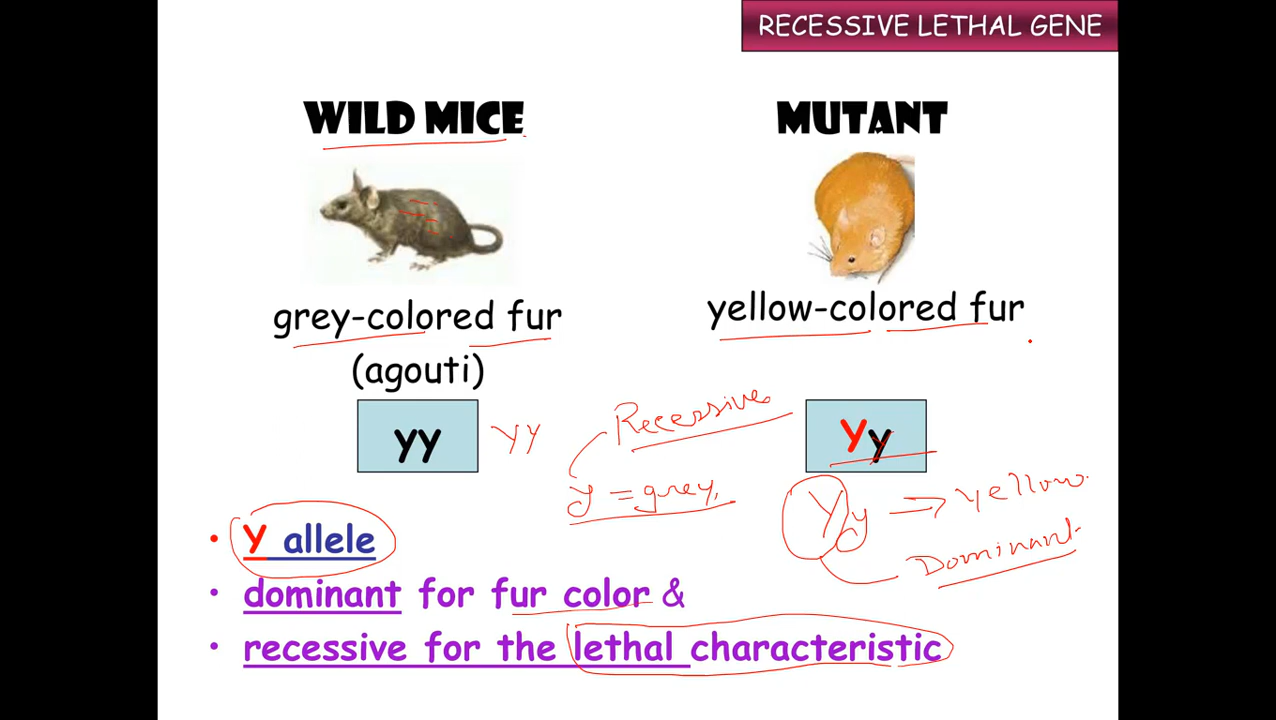 RECESSIVE LETHAL GENE
WILD MICE
MUTANT
grey-colored fur
(agouti)
yellow-colored fur
yy
yy
Recessive
y = grey,
Yy
Yy → Yellow.
Dominant
• Y allele
• dominant for fur color &
• recessive for the lethal characteristic